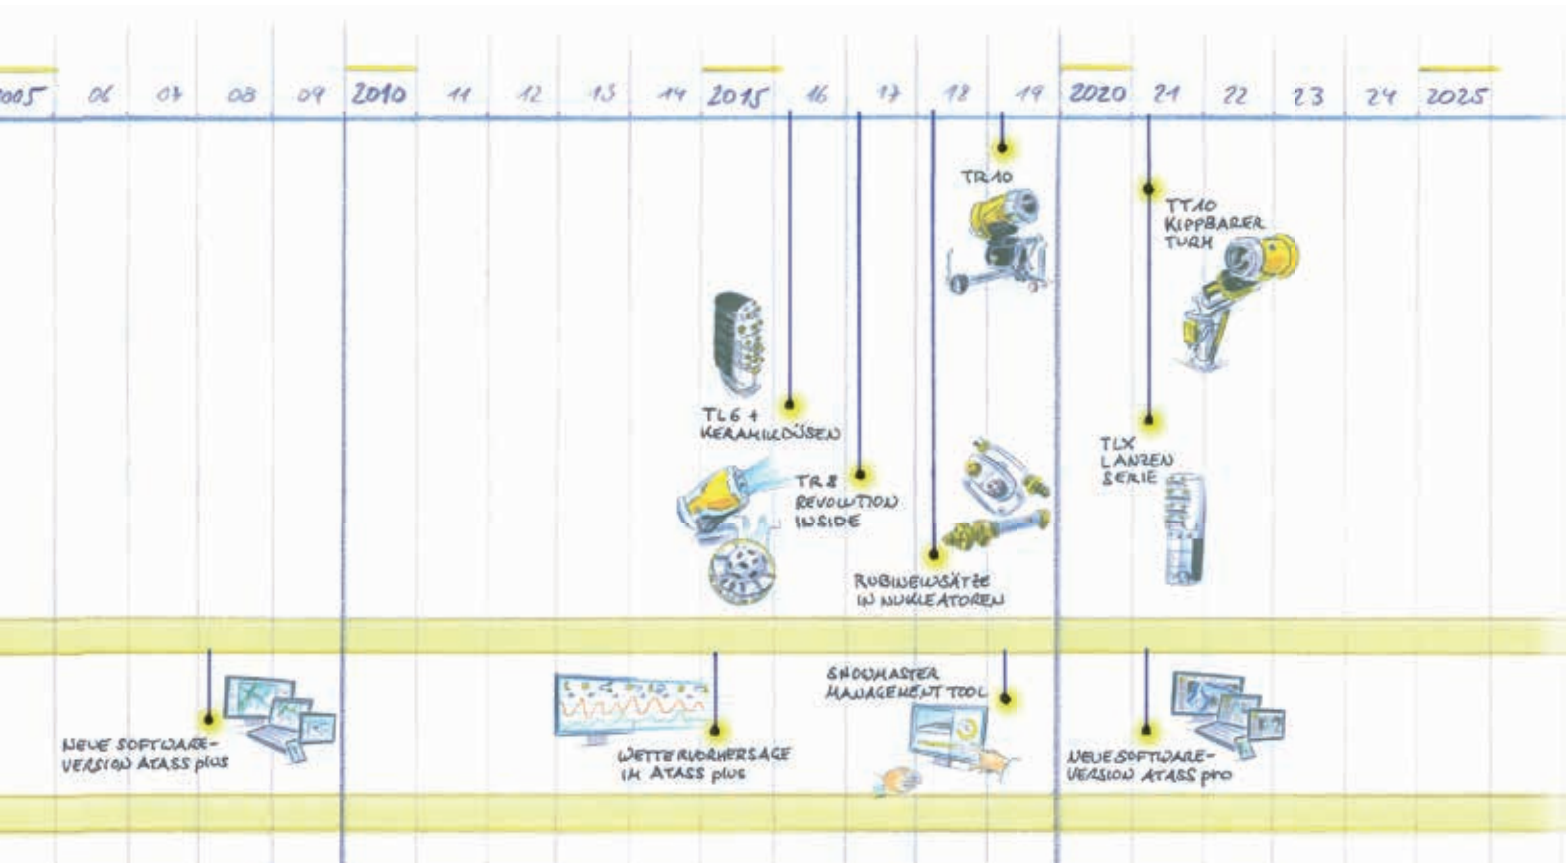 2005 06 07 08 09 2010 11 12 13 14 2015 16 17 18 19 2020 21 22 23 24 2025
TR10
TT10
KIPPBARER
TURM
TL6 +
KERAMIKDÜSEN
TR8
REVOLUTION
INSIDE
RUBINEINSÄTZE
IN NUKLEATOREN
TLX
LANZEN
SERIE
NEUE SOFTWARE-
VERSION ATASS plus
WETTERVORHERSAGE
IM ATASS plus
SNOWMASTER
MANAGEMENT TOOL
NEUE SOFTWARE-
VERSION ATASS pro